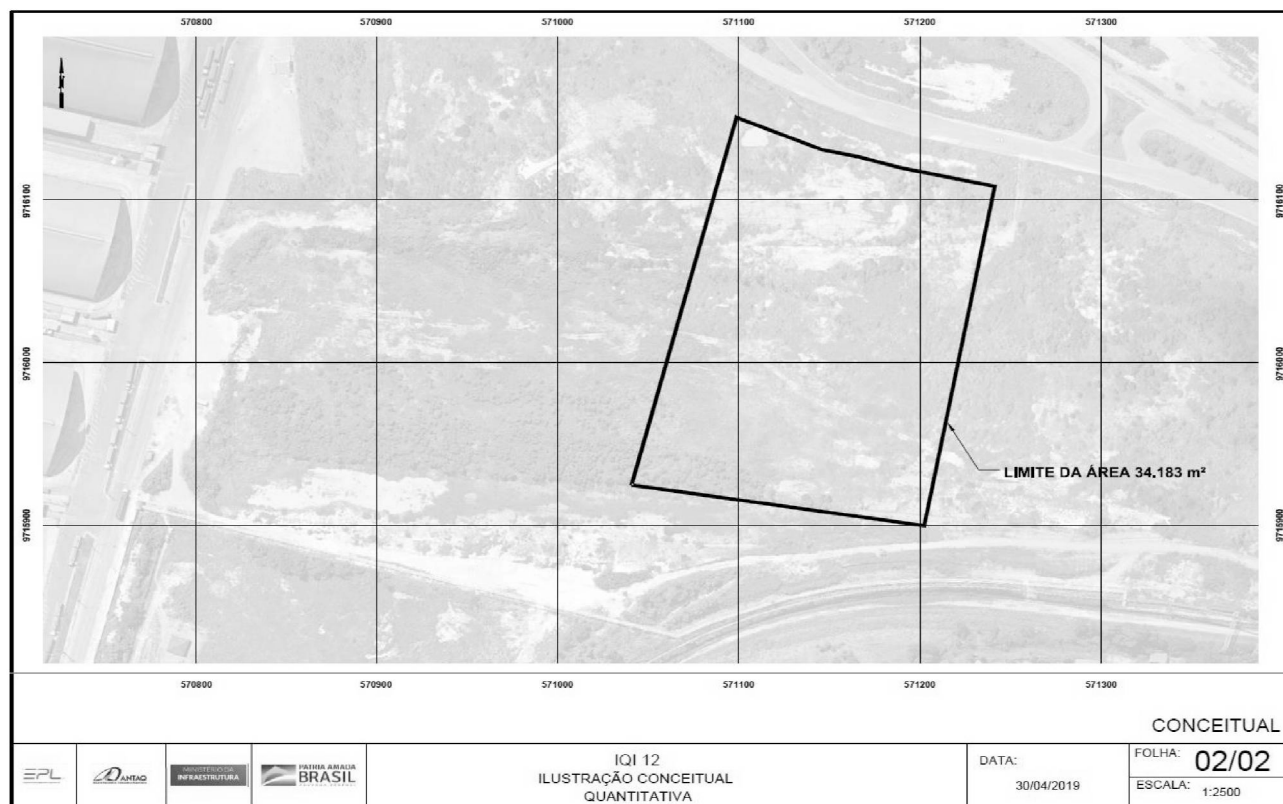 570800 570900 571000 571100 571200 571300
9716100 9716100
9716000 9716000
LIMITE DA ÁREA 34.183 m²
9715900 9715900
570800 570900 571000 571100 571200 571300
CONCEITUAL
EPL
ANTAQ
MINISTÉRIO DA
INFRAESTRUTURA
PÁTRIA AMADA
BRASIL
IQI 12
ILUSTRAÇÃO CONCEITUAL
QUANTITATIVA
DATA:
30/04/2019
FOLHA: 02/02
ESCALA: 1:2500